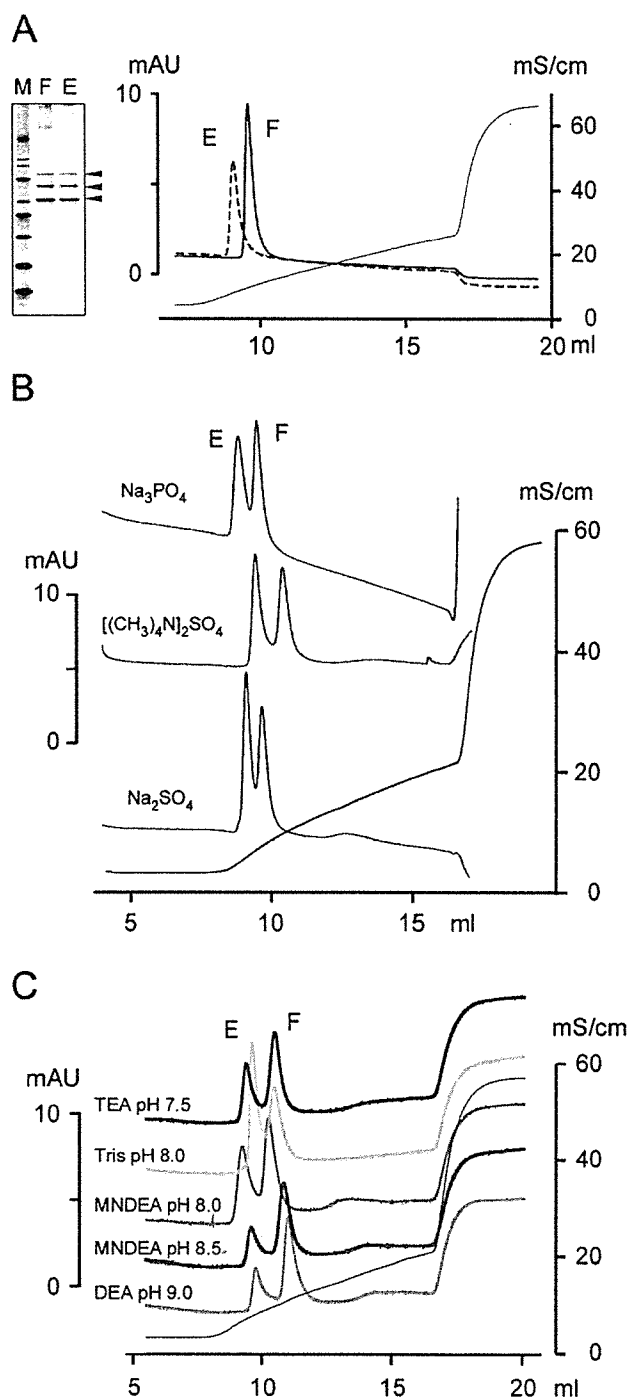 A
M F E
mAU
mS/cm
10
0
E
F
60
40
20
0
10
15
20 ml
B
E
F
Na₃PO₄
[(CH₃)₄N]₂SO₄
Na₂SO₄
mAU
10
0
mS/cm
60
40
20
0
5
10
15
ml
C
E
F
mAU
10
0
TEA pH 7.5
Tris pH 8.0
MNDEA pH 8.0
MNDEA pH 8.5
DEA pH 9.0
mS/cm
60
40
20
0
5
10
15
20 ml